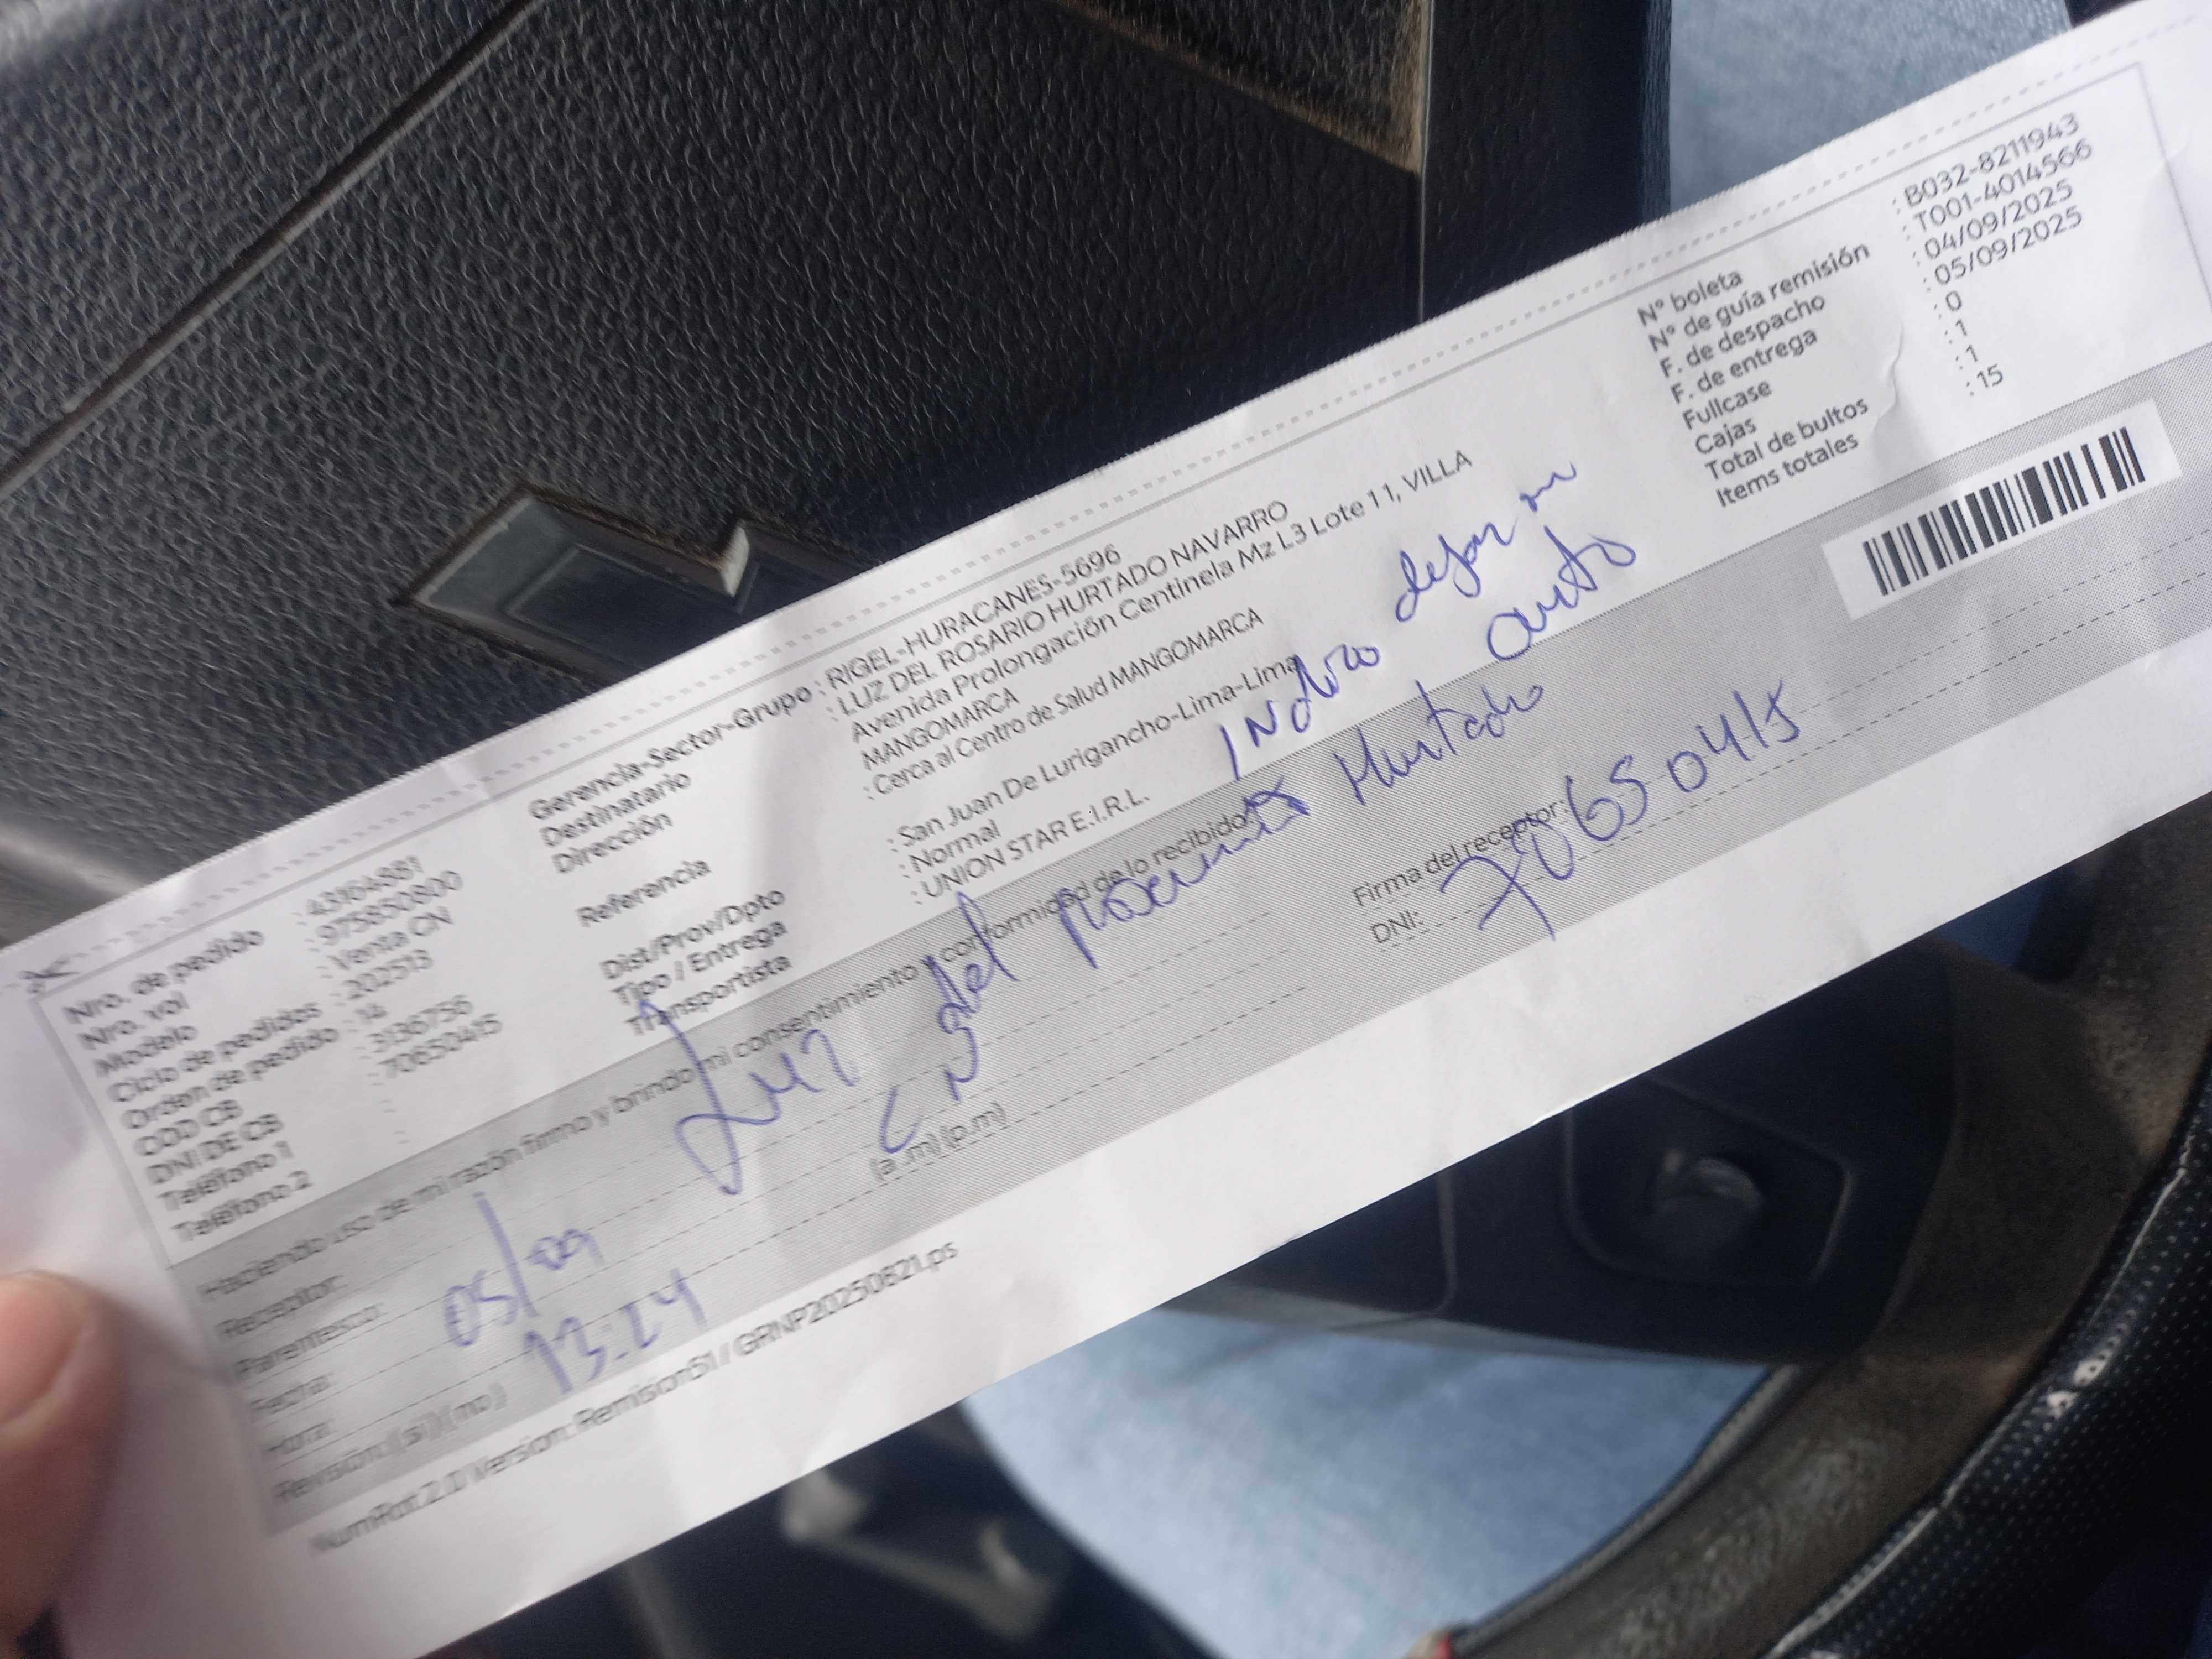 Nro. de pedido : 43164881
Nro. vol : 975850800
Modelo : Venta CN
Ciclo de pedidos : 202513
Orden de pedido : 14
COD CB : 3136756
DNI DE CB : 70650415
Teléfono 1 :
Teléfono 2 :
Gerencia-Sector-Grupo : RIGEL-HURACANES-5696
Destinatario : LUZ DEL ROSARIO HURTADO NAVARRO
Dirección : Avenida Prolongación Centinela Mz L3 Lote 11, VILLA
MANGOMARCA
Referencia : Cerca al Centro de Salud MANGOMARCA
Dist/Prov/Dpto : San Juan De Lurigancho-Lima-Lima
Tipo / Entrega : Normal
Transportista : UNION STAR E.I.R.L.
Nº boleta : B032-8211943
Nº de guía remisión : T001-4014566
F. de despacho : 04/09/2025
F. de entrega : 05/09/2025
Fullcase : 0
Cajas : 1
Total de bultos : 1
Items totales : 15
INdico dejar en
auto
Haciendo uso de mi razón firmo y brindo mi consentimiento y conformidad de lo recibido
Receptor: Luz del Hurtado
Parentesco:
Fecha: 05/09
Hora: 13:24 (a.m) (p.m)
Revisión: ( si ) ( no )
Firma del receptor:
DNI: 70650415
NumRot:2.0 Version: Remision51 / GRNP20250821.ps